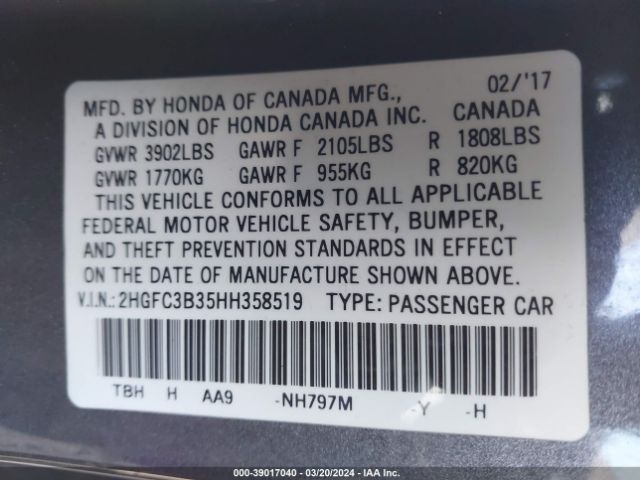 02/'17
MFD. BY HONDA OF CANADA MFG.,
A DIVISION OF HONDA CANADA INC. CANADA
GVWR 3902LBS GAWR F 2105LBS R 1808LBS
GVWR 1770KG GAWR F 955KG R 820KG
THIS VEHICLE CONFORMS TO ALL APPLICABLE
FEDERAL MOTOR VEHICLE SAFETY, BUMPER,
AND THEFT PREVENTION STANDARDS IN EFFECT
ON THE DATE OF MANUFACTURE SHOWN ABOVE.
V.I.N.: 2HGFC3B35HH358519 TYPE: PASSENGER CAR
TBH H AA9 -NH797M -Y -H
000-39017040 | 03/20/2024 | IAA Inc.